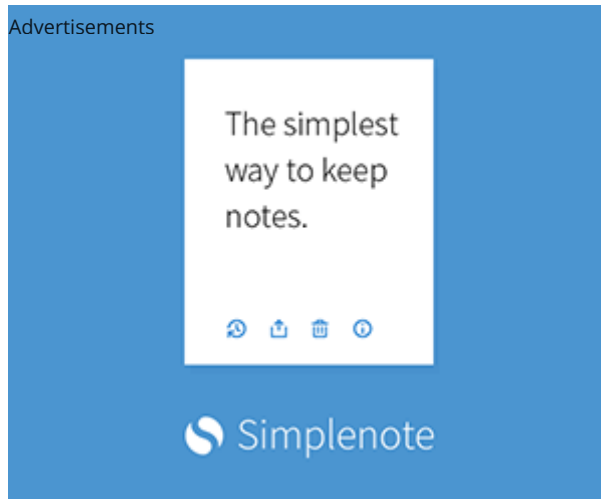 Advertisements
The simplest
way to keep
notes.
Simplenote